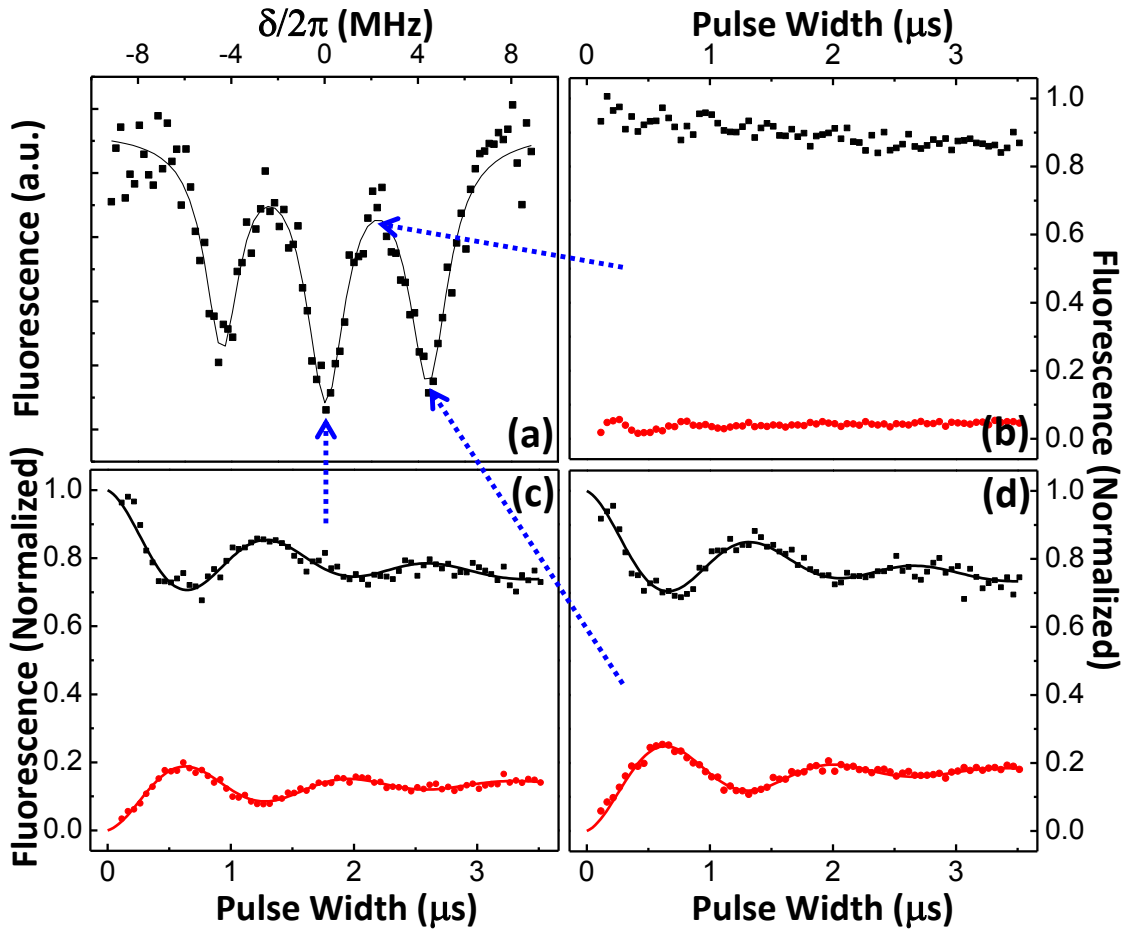 δ/2π (MHz)
-8 -4 0 4 8
Fluorescence (a.u.)
(a)
Pulse Width (μs)
0 1 2 3
1.0
0.8
0.6
0.4
0.2
0.0
Fluorescence (Normalized)
(b)
Fluorescence (Normalized)
1.0
0.8
0.6
0.4
0.2
0.0
(c)
0 1 2 3
Pulse Width (μs)
(d)
1.0
0.8
0.6
0.4
0.2
0.0
0 1 2 3
Pulse Width (μs)